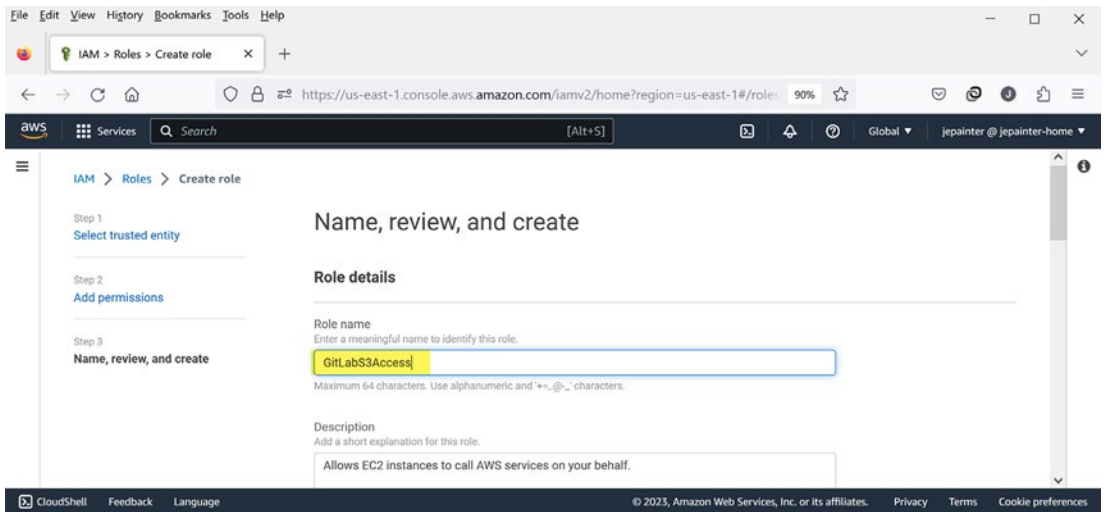 File Edit View History Bookmarks Tools Help
IAM > Roles > Create role
https://us-east-1.console.aws.amazon.com/iamv2/home?region=us-east-1#/roles 90%
aws Services Search [Alt+S] Global jepainter @ jepainter-home
IAM > Roles > Create role
Step 1
Select trusted entity
Step 2
Add permissions
Step 3
Name, review, and create
Name, review, and create
Role details
Role name
Enter a meaningful name to identify this role.
GitLabS3Access
Maximum 64 characters. Use alphanumeric and '+=,.@-_' characters.
Description
Add a short explanation for this role.
Allows EC2 instances to call AWS services on your behalf.
CloudShell Feedback Language © 2023, Amazon Web Services, Inc. or its affiliates. Privacy Terms Cookie preferences